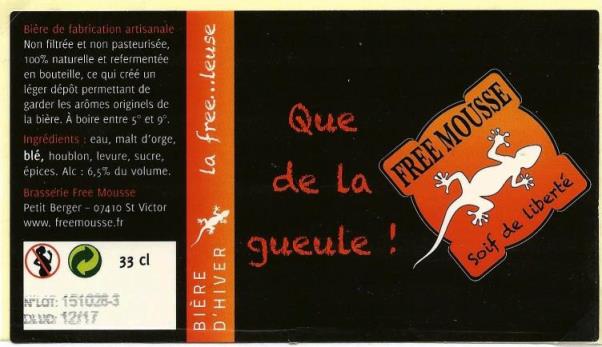 Bière de fabrication artisanale
Non filtrée et non pasteurisée,
100% naturelle et refermentée
en bouteille, ce qui créé un
léger dépôt permettant de
garder les arômes originels de
la bière. À boire entre 5° et 9°.
Ingrédients : eau, malt d'orge,
blé, houblon, levure, sucre,
épices. Alc : 6,5% du volume.
Brasserie Free Mousse
Petit Berger – 07410 St Victor
www. freemousse.fr
33 cl
N°LOT: 151028-3
DLUO: 12/17
BIÈRE
D'HIVER
la free...leuse
Que
de la
gueule !
FREE MOUSSE
Soif de liberté